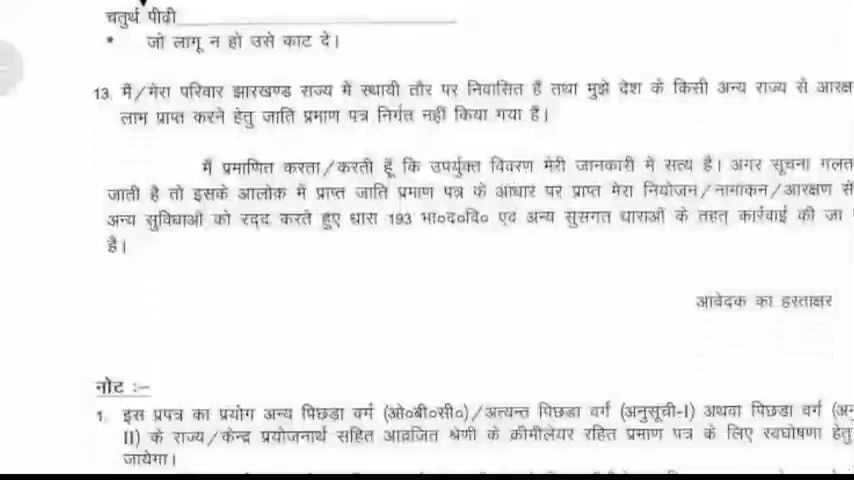 चतुर्थ पीढ़ी
* जो लागू न हो उसे काट दे।
13. मैं/मेरा परिवार झारखण्ड राज्य में स्थायी तौर पर निवासित हैं तथा मुझे देश के किसी अन्य राज्य से आरक्ष
लाभ प्राप्त करने हेतु जाति प्रमाण पत्र निर्गत नहीं किया गया है।
मैं प्रमाणित करता/करती हूँ कि उपर्युक्त विवरण मेरी जानकारी में सत्य है। अगर सूचना गलत
जाती है तो इसके आलोक में प्राप्त जाति प्रमाण पत्र के आधार पर प्राप्त मेरा नियोजन/नामांकन/आरक्षण से
अन्य सुविधाओं को रद्द करते हुए धारा 193 भा०द०वि० एवं अन्य सुसंगत धाराओं के तहत् कार्रवाई की जा
है।
आवेदक का हस्ताक्षर
नोट :–
1. इस प्रपत्र का प्रयोग अन्य पिछड़ा वर्ग (ओ०बी०सी०)/अत्यन्त पिछड़ा वर्ग (अनुसूची-I) अथवा पिछड़ा वर्ग (अनु
II) के राज्य/केन्द्र प्रयोजनार्थ सहित आव्रजित श्रेणी के क्रीमीलेयर रहित प्रमाण पत्र के लिए स्वघोषणा हेतु
जायेगा।